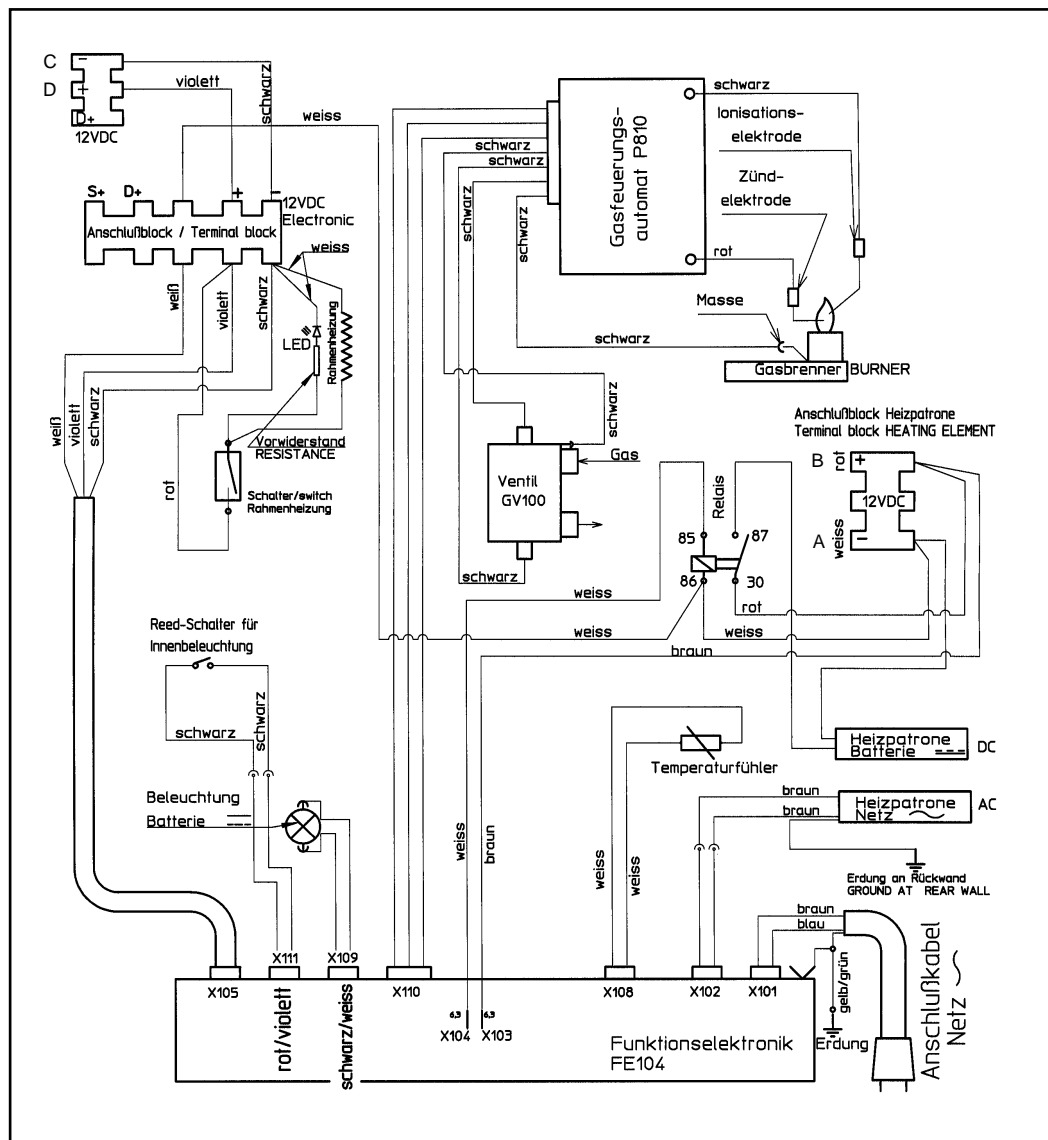 C
-
D
+
D+
12VDC
violett
schwarz
weiss
S+ D+ + -
12VDC
Electronic
Anschlußblock / Terminal block
weiss
weiß
violett
schwarz
LED
Rahmenheizung
weiß
violett
schwarz
rot
Vorwiderstand
RESISTANCE
Schalter/switch
Rahmenheizung
Gasfeuerungs-
automat P810
schwarz
schwarz
schwarz
schwarz
schwarz
Ionisations-
elektrode
Zünd-
elektrode
rot
Masse
schwarz
Gasbrenner BURNER
schwarz
Gas
Ventil
GV100
schwarz
Anschlußblock Heizpatrone
Terminal block HEATING ELEMENT
B
rot
+
12VDC
A
weiss
-
Relais
85
87
86
30
weiss
rot
weiss
weiss
braun
Reed-Schalter für
Innenbeleuchtung
schwarz
schwarz
Beleuchtung
Batterie
weiss
braun
Temperaturfühler
weiss
weiss
Heizpatrone
Batterie
DC
braun
braun
Heizpatrone
Netz
AC
Erdung an Rückwand
GROUND AT REAR WALL
braun
blau
gelb/grün
Erdung
Anschlußkabel
Netz
X105
X111
rot/violett
X109
schwarz/weiss
X110
6,3
X104
6,3
X103
X108
X102
X101
Funktionselektronik
FE104